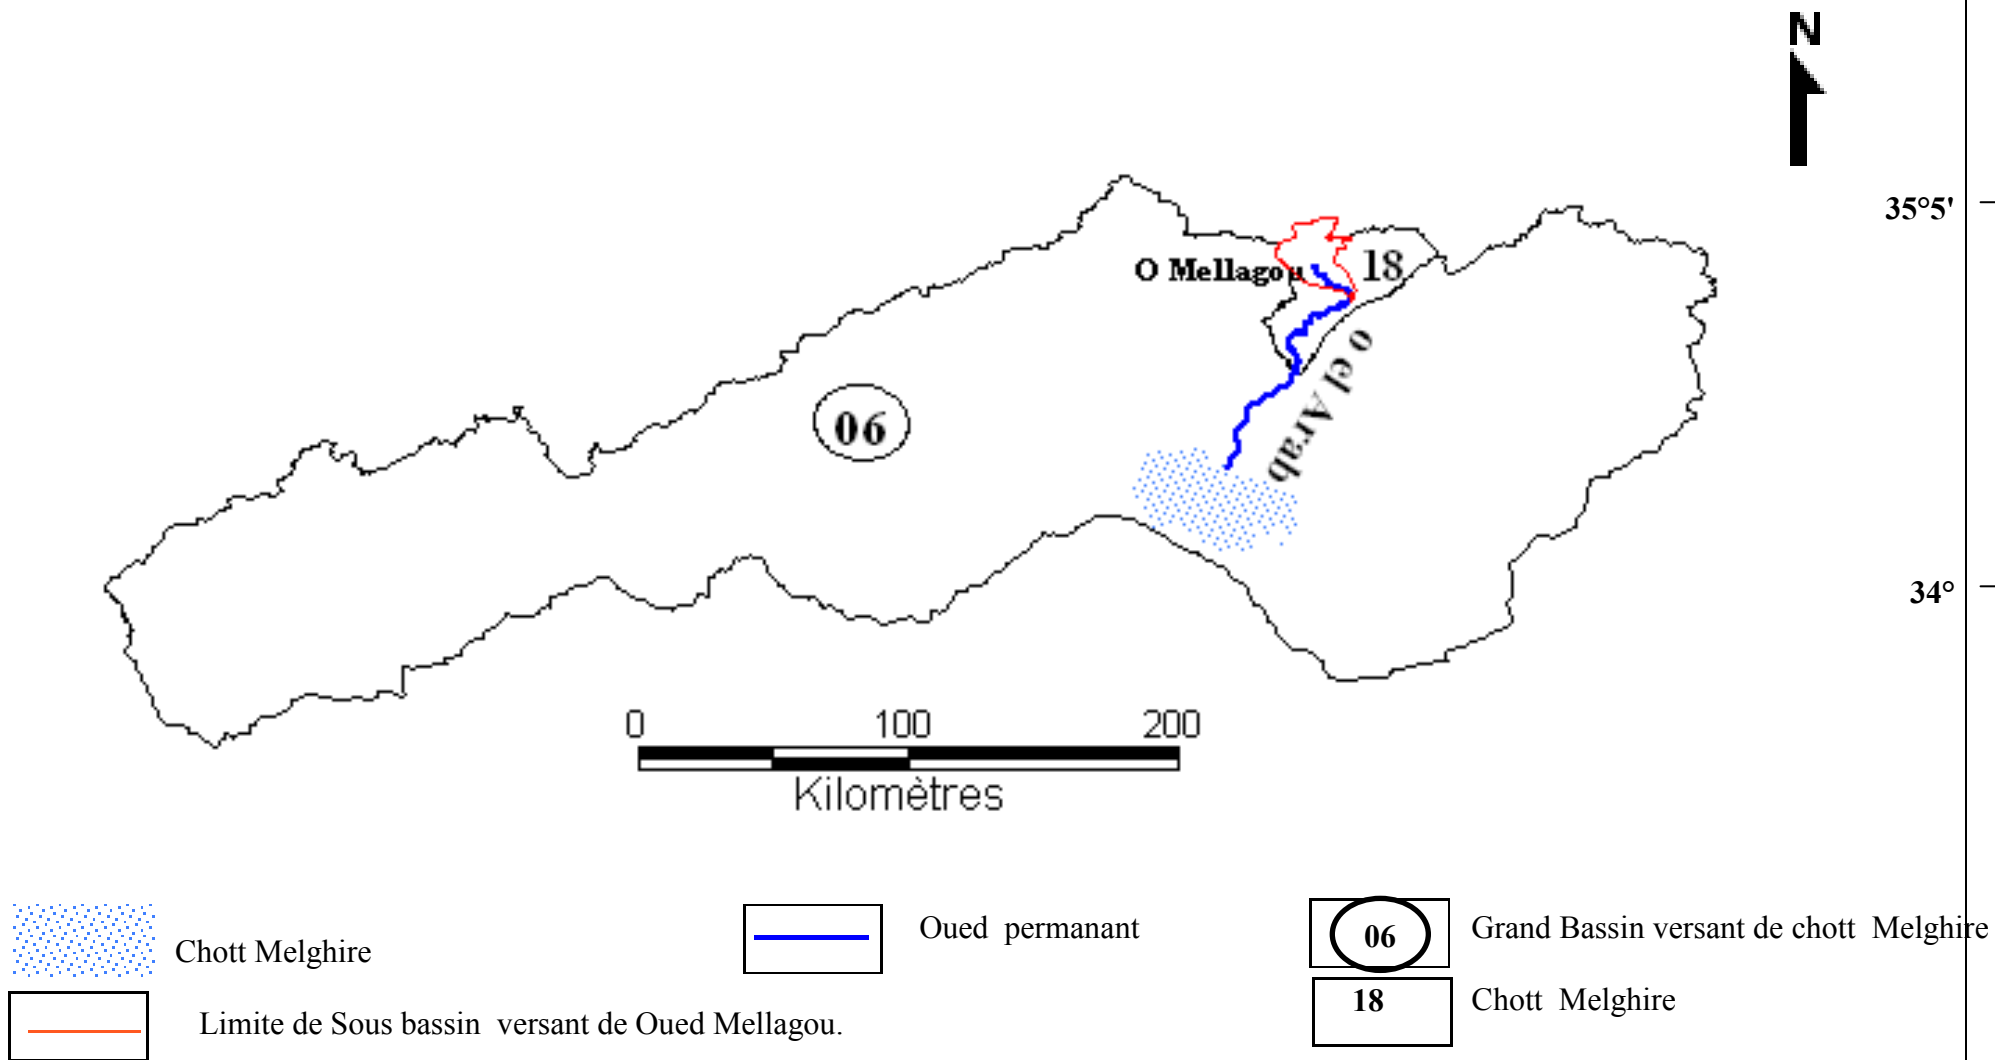 N
35°5'
O Mellagou
18
o el Arab
06
34°
0 100 200
Kilomètres
Chott Melghire
Oued permanant
06 Grand Bassin versant de chott Melghire
Limite de Sous bassin versant de Oued Mellagou.
18 Chott Melghire